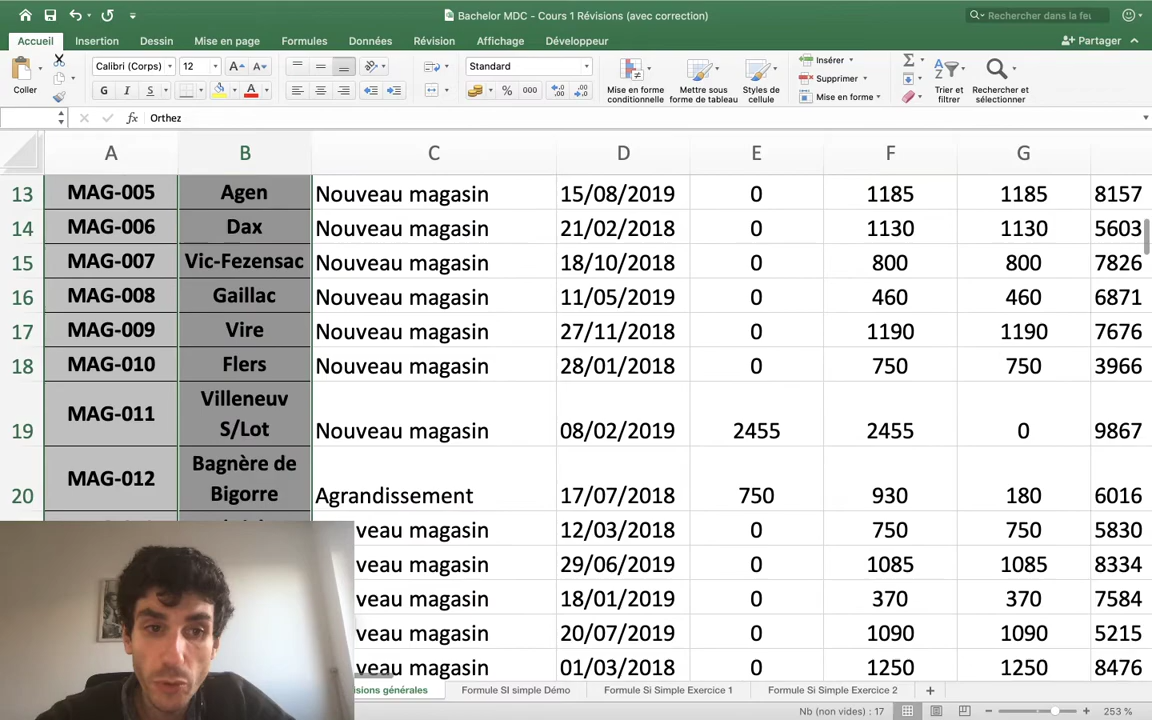 Bachelor MDC - Cours 1 Révisions (avec correction)
Rechercher dans la feu
Accueil Insertion Dessin Mise en page Formules Données Révision Affichage Développeur Partager
Coller
Calibri (Corps) 12
G I S
Standard
% 000
Mise en forme conditionnelle
Mettre sous forme de tableau
Styles de cellule
Insérer
Supprimer
Mise en forme
Trier et filtrer
Rechercher et sélectionner
fx Orthez
A B C D E F G
13 MAG-005 Agen Nouveau magasin 15/08/2019 0 1185 1185 8157
14 MAG-006 Dax Nouveau magasin 21/02/2018 0 1130 1130 5603
15 MAG-007 Vic-Fezensac Nouveau magasin 18/10/2018 0 800 800 7826
16 MAG-008 Gaillac Nouveau magasin 11/05/2019 0 460 460 6871
17 MAG-009 Vire Nouveau magasin 27/11/2018 0 1190 1190 7676
18 MAG-010 Flers Nouveau magasin 28/01/2018 0 750 750 3966
19 MAG-011 Villeneuv S/Lot Nouveau magasin 08/02/2019 2455 2455 0 9867
20 MAG-012 Bagnère de Bigorre Agrandissement 17/07/2018 750 930 180 6016
veau magasin 12/03/2018 0 750 750 5830
veau magasin 29/06/2019 0 1085 1085 8334
veau magasin 18/01/2019 0 370 370 7584
veau magasin 20/07/2019 0 1090 1090 5215
veau magasin 01/03/2018 0 1250 1250 8476
isions générales Formule SI simple Démo Formule Si Simple Exercice 1 Formule Si Simple Exercice 2
Nb (non vides) : 17 253 %